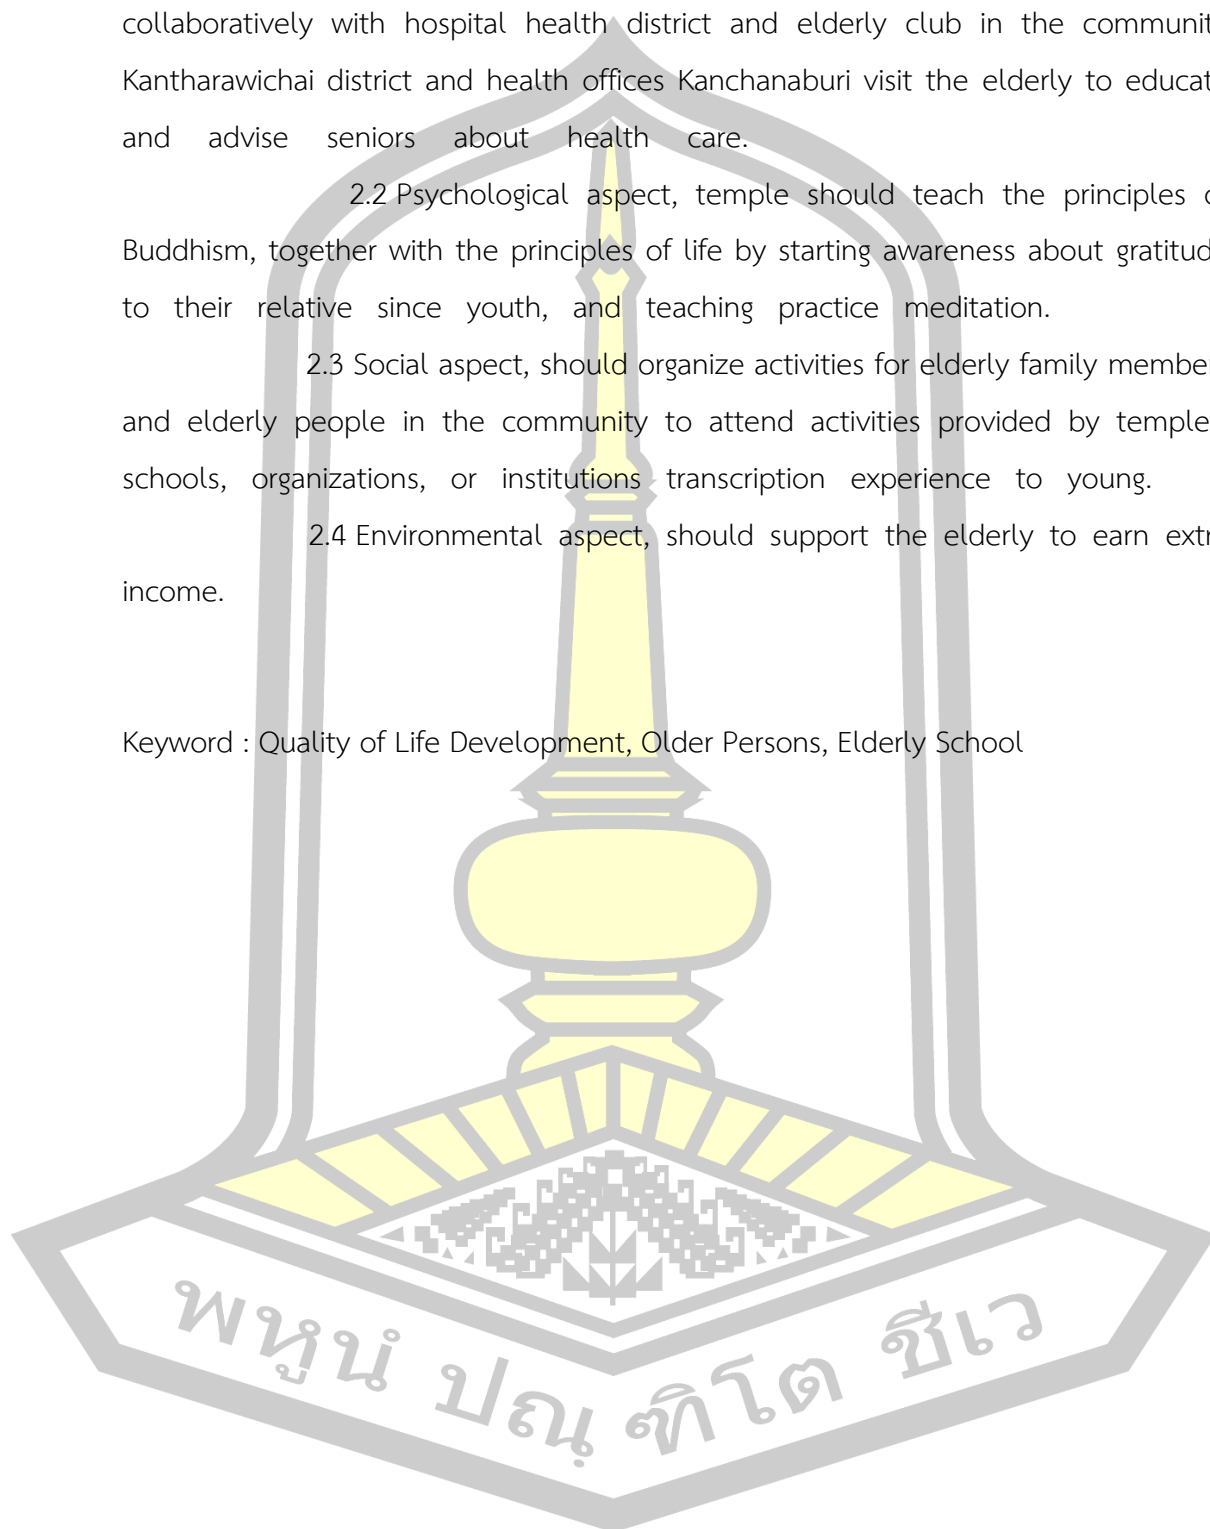 collaboratively with hospital health district and elderly club in the communit
Kantharawichai district and health offices Kanchanaburi visit the elderly to educat
and advise seniors about health care.
2.2 Psychological aspect, temple should teach the principles o
Buddhism, together with the principles of life by starting awareness about gratitud
to their relative since youth, and teaching practice meditation.
2.3 Social aspect, should organize activities for elderly family member
and elderly people in the community to attend activities provided by temple
schools, organizations, or institutions transcription experience to young.
2.4 Environmental aspect, should support the elderly to earn extr
income.
Keyword : Quality of Life Development, Older Persons, Elderly School
พหูนํ ปณฺฑิโต ชีเว